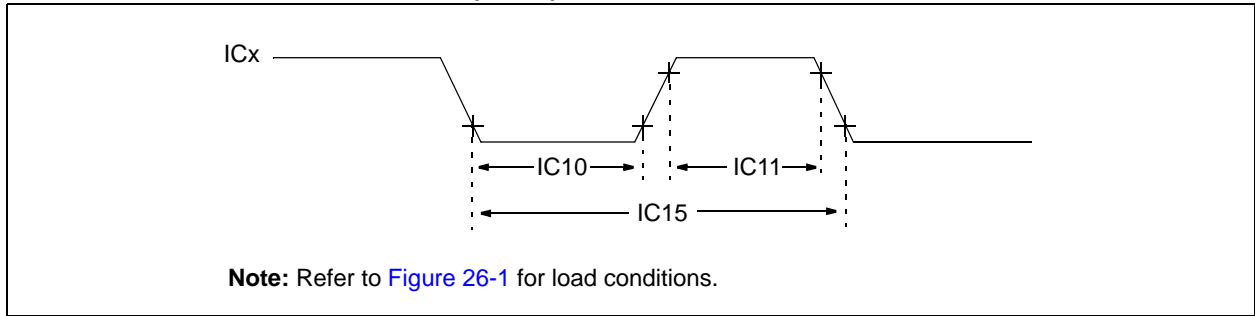 ICx
IC10
IC11
IC15
Note: Refer to Figure 26-1 for load conditions.